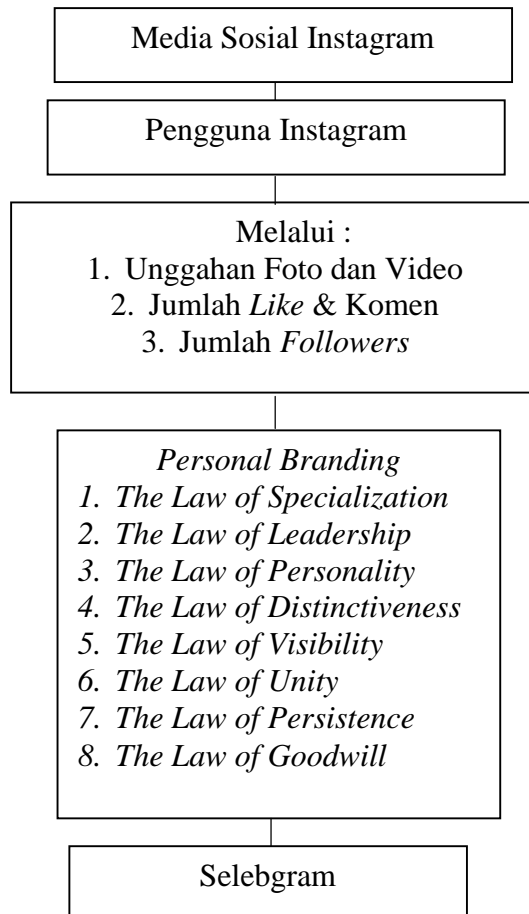 Media Sosial Instagram
Pengguna Instagram
Melalui :
1. Unggahan Foto dan Video
2. Jumlah Like & Komen
3. Jumlah Followers
Personal Branding
1. The Law of Specialization
2. The Law of Leadership
3. The Law of Personality
4. The Law of Distinctiveness
5. The Law of Visibility
6. The Law of Unity
7. The Law of Persistence
8. The Law of Goodwill
Selebgram